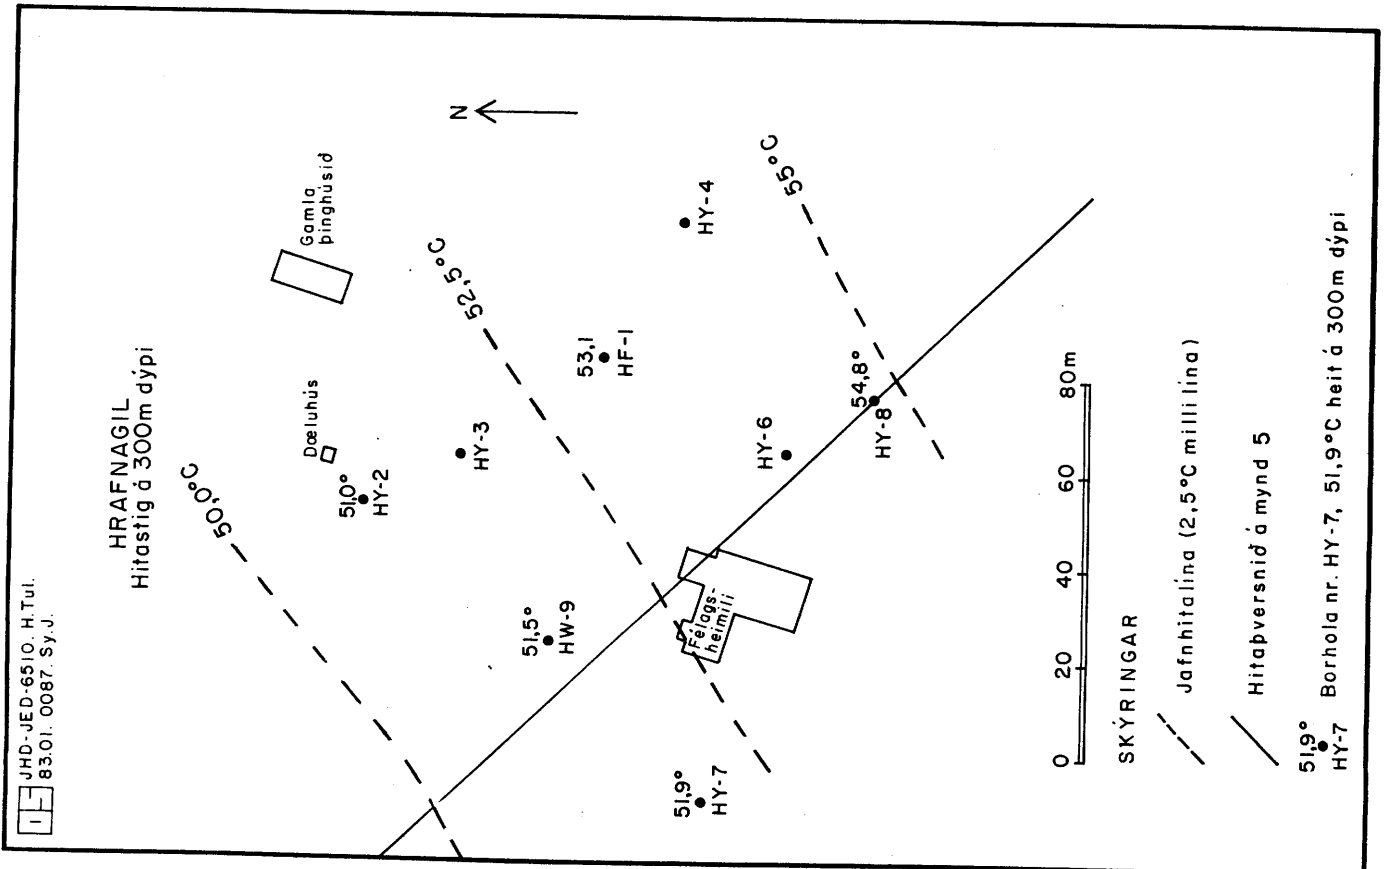 JHD-JED-6510. H.Tul.
83.01. 0087. Sy.J.
HRAFNAGIL
Hitastig á 300m dýpi
50,0°C
52,5°C
55°C
N
Gamla
þinghúsið
Dæluhús
51,0°
HY-2
HY-3
53,1
HF-1
HY-4
51,5°
HW-9
HY-6
54,8°
HY-8
Félags-
heimili
51,9°
HY-7
0 20 40 60 80m
SKÝRINGAR
Jafnhitalína (2,5°C milli lína)
Hitaþversnið á mynd 5
51,9°
HY-7
Borhola nr. HY-7, 51,9°C heit á 300m dýpi